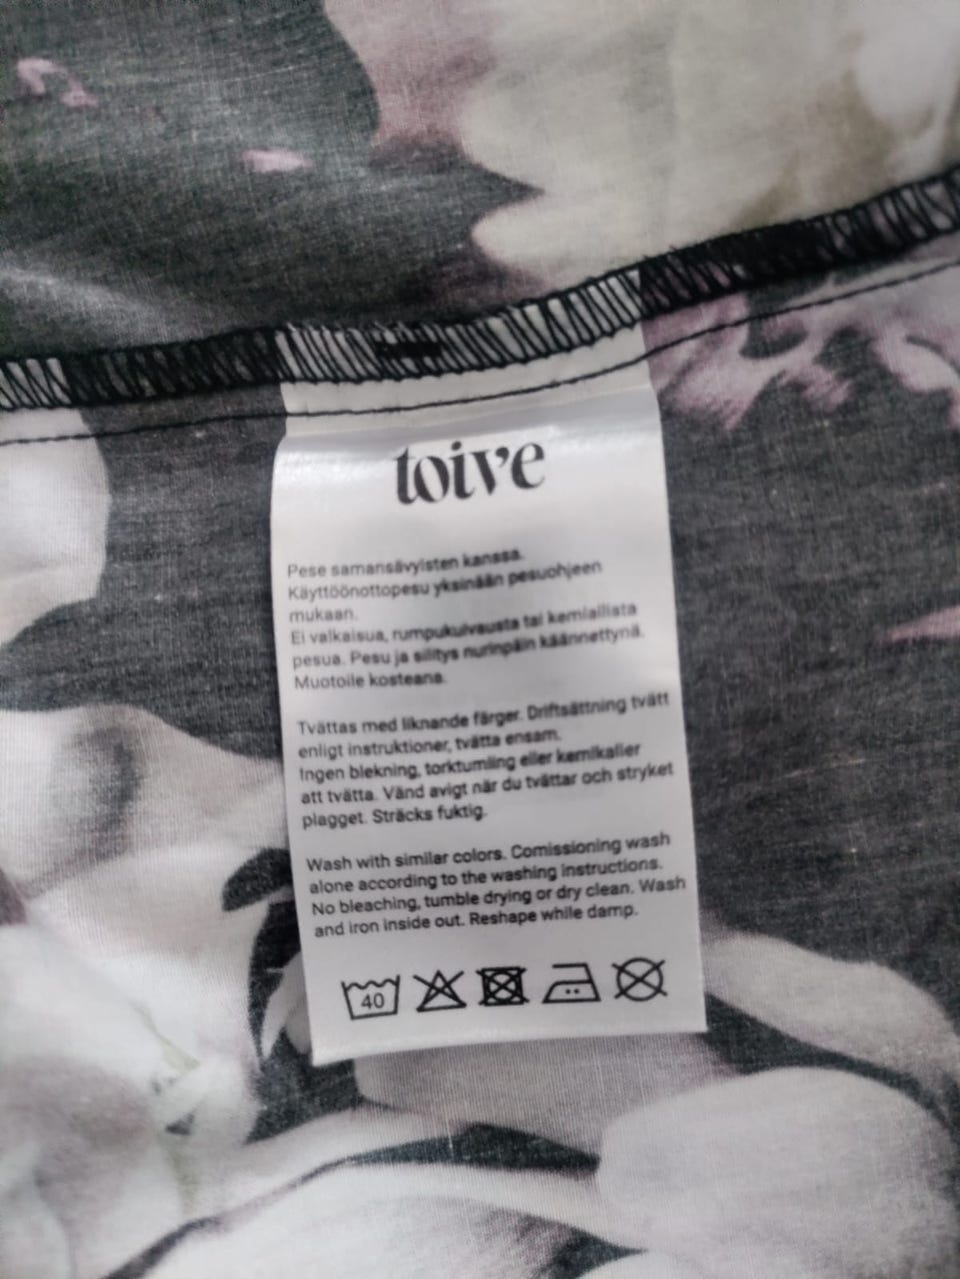 toive
Pese samansävyisten kanssa.
Käyttöönottopesu yksinään pesuohjeen
mukaan.
Ei valkaisua, rumpukuivausta tai kemiallista
pesua. Pesu ja silitys nurinpäin käännettynä.
Muotoile kosteana.
Tvättas med liknande färger. Driftsättning tvätt
enligt instruktioner, tvätta ensam.
Ingen blekning, torktumling eller kemikalier
att tvätta. Vänd avigt när du tvättar och stryket
plagget. Sträcks fuktig.
Wash with similar colors. Comissioning wash
alone according to the washing instructions.
No bleaching, tumble drying or dry clean. Wash
and iron inside out. Reshape while damp.
40